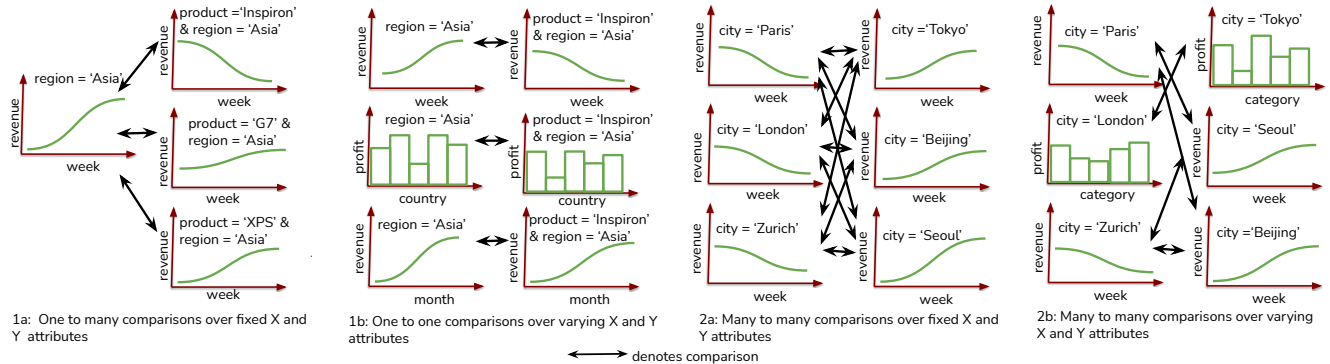 region = ‘Asia’
revenue
week
product =‘Inspiron’
& region = ‘Asia’
revenue
week
product = ‘G7’ &
region = ‘Asia’
revenue
week
product = ‘XPS’ &
region = ‘Asia’
revenue
week
1a: One to many comparisons over fixed X and
Y attributes
region = ‘Asia’
revenue
week
product = ‘Inspiron’
& region = ‘Asia’
revenue
week
region = ‘Asia’
profit
country
product = ‘Inspiron’
& region = ‘Asia’
profit
country
region = ‘Asia’
revenue
month
product = ‘Inspiron’
& region = ‘Asia’
revenue
month
1b: One to one comparisons over varying X and Y
attributes
city = ‘Paris’
revenue
week
city =‘Tokyo’
revenue
week
city = ‘London’
revenue
week
city = ‘Beijing’
revenue
week
city = ‘Zurich’
revenue
week
city = ‘Seoul’
revenue
week
2a: Many to many comparisons over fixed X and
Y attributes
city = ‘Paris’
revenue
week
city = ‘Tokyo’
profit
category
city = ‘London’
profit
category
city = ‘Seoul’
revenue
week
city = ‘Zurich’
revenue
week
city =‘Beijing’
revenue
week
2b: Many to many comparisons over varying
X and Y attributes
denotes comparison